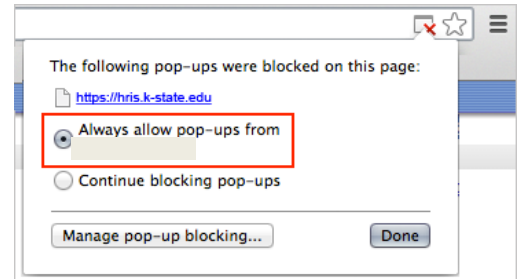 The following pop-ups were blocked on this page:
https://hris.k-state.edu
Always allow pop-ups from
Continue blocking pop-ups
Manage pop-up blocking...
Done